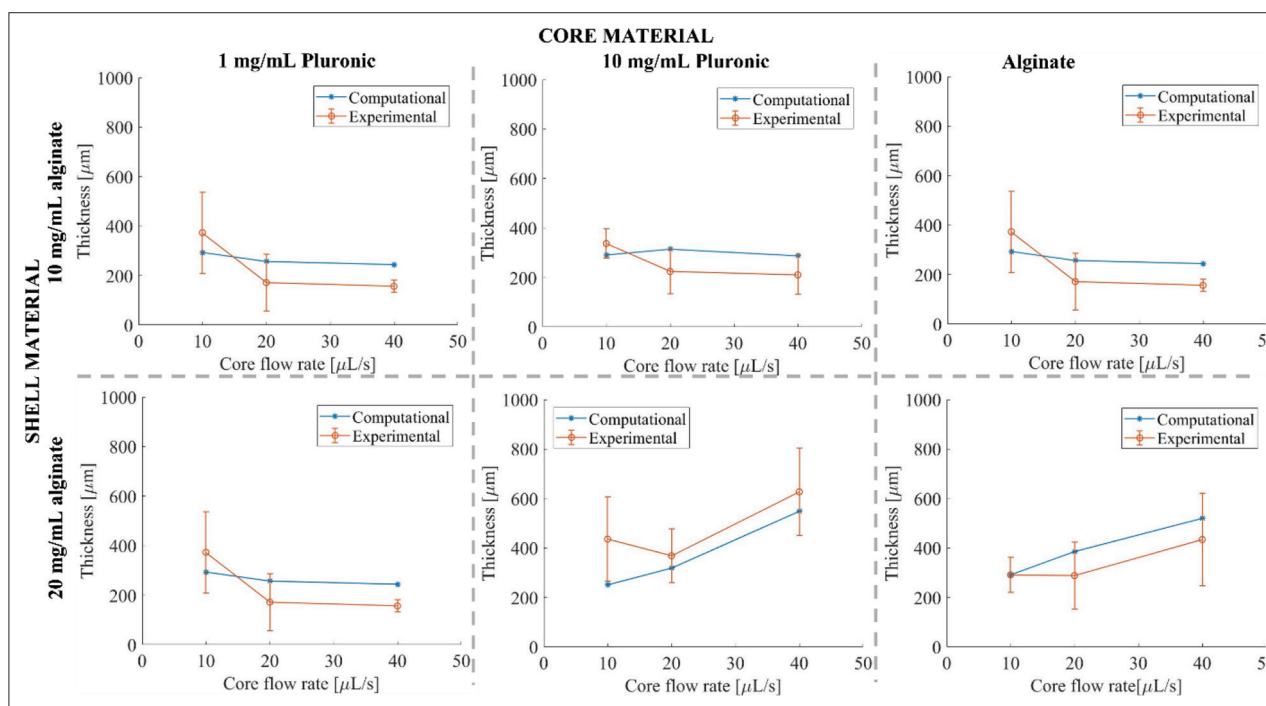 CORE MATERIAL
1 mg/mL Pluronic
10 mg/mL Pluronic
Alginate
SHELL MATERIAL
10 mg/mL alginate
20 mg/mL alginate
1000
800
600
400
200
0
Thickness [μm]
Computational
Experimental
0 10 20 30 40 50
Core flow rate [μL/s]
1000
800
600
400
200
0
Thickness [μm]
Computational
Experimental
0 10 20 30 40 50
Core flow rate [μL/s]
1000
800
600
400
200
0
Thickness [μm]
Computational
Experimental
0 10 20 30 40 50
Core flow rate [μL/s]
1000
800
600
400
200
0
Thickness [μm]
Computational
Experimental
0 10 20 30 40 50
Core flow rate [μL/s]
1000
800
600
400
200
0
Thickness [μm]
Computational
Experimental
0 10 20 30 40 50
Core flow rate [μL/s]
1000
800
600
400
200
0
Thickness [μm]
Computational
Experimental
0 10 20 30 40 50
Core flow rate[μL/s]